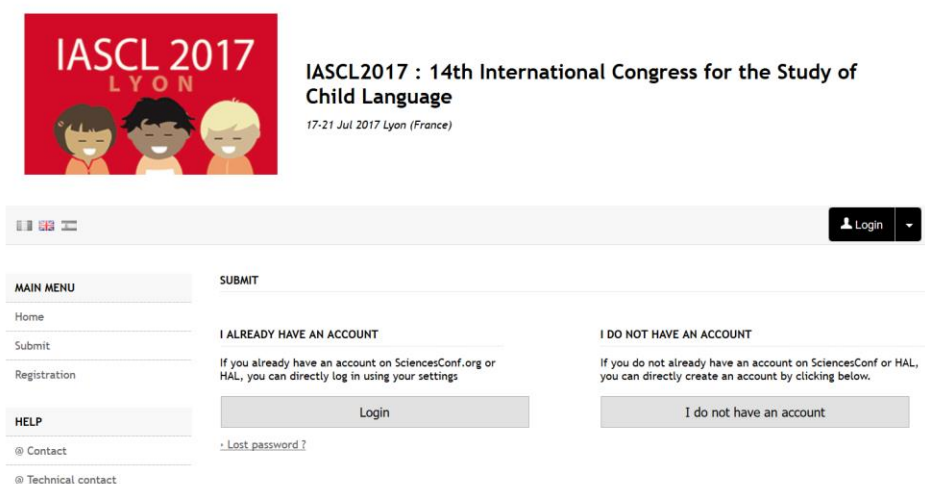 IASCL 2017
LYON
IASCL2017 : 14th International Congress for the Study of
Child Language
17-21 Jul 2017 Lyon (France)
Login
MAIN MENU
Home
Submit
Registration
HELP
@ Contact
@ Technical contact
SUBMIT
I ALREADY HAVE AN ACCOUNT
If you already have an account on SciencesConf.org or
HAL, you can directly log in using your settings
Login
› Lost password ?
I DO NOT HAVE AN ACCOUNT
If you do not already have an account on SciencesConf or HAL,
you can directly create an account by clicking below.
I do not have an account